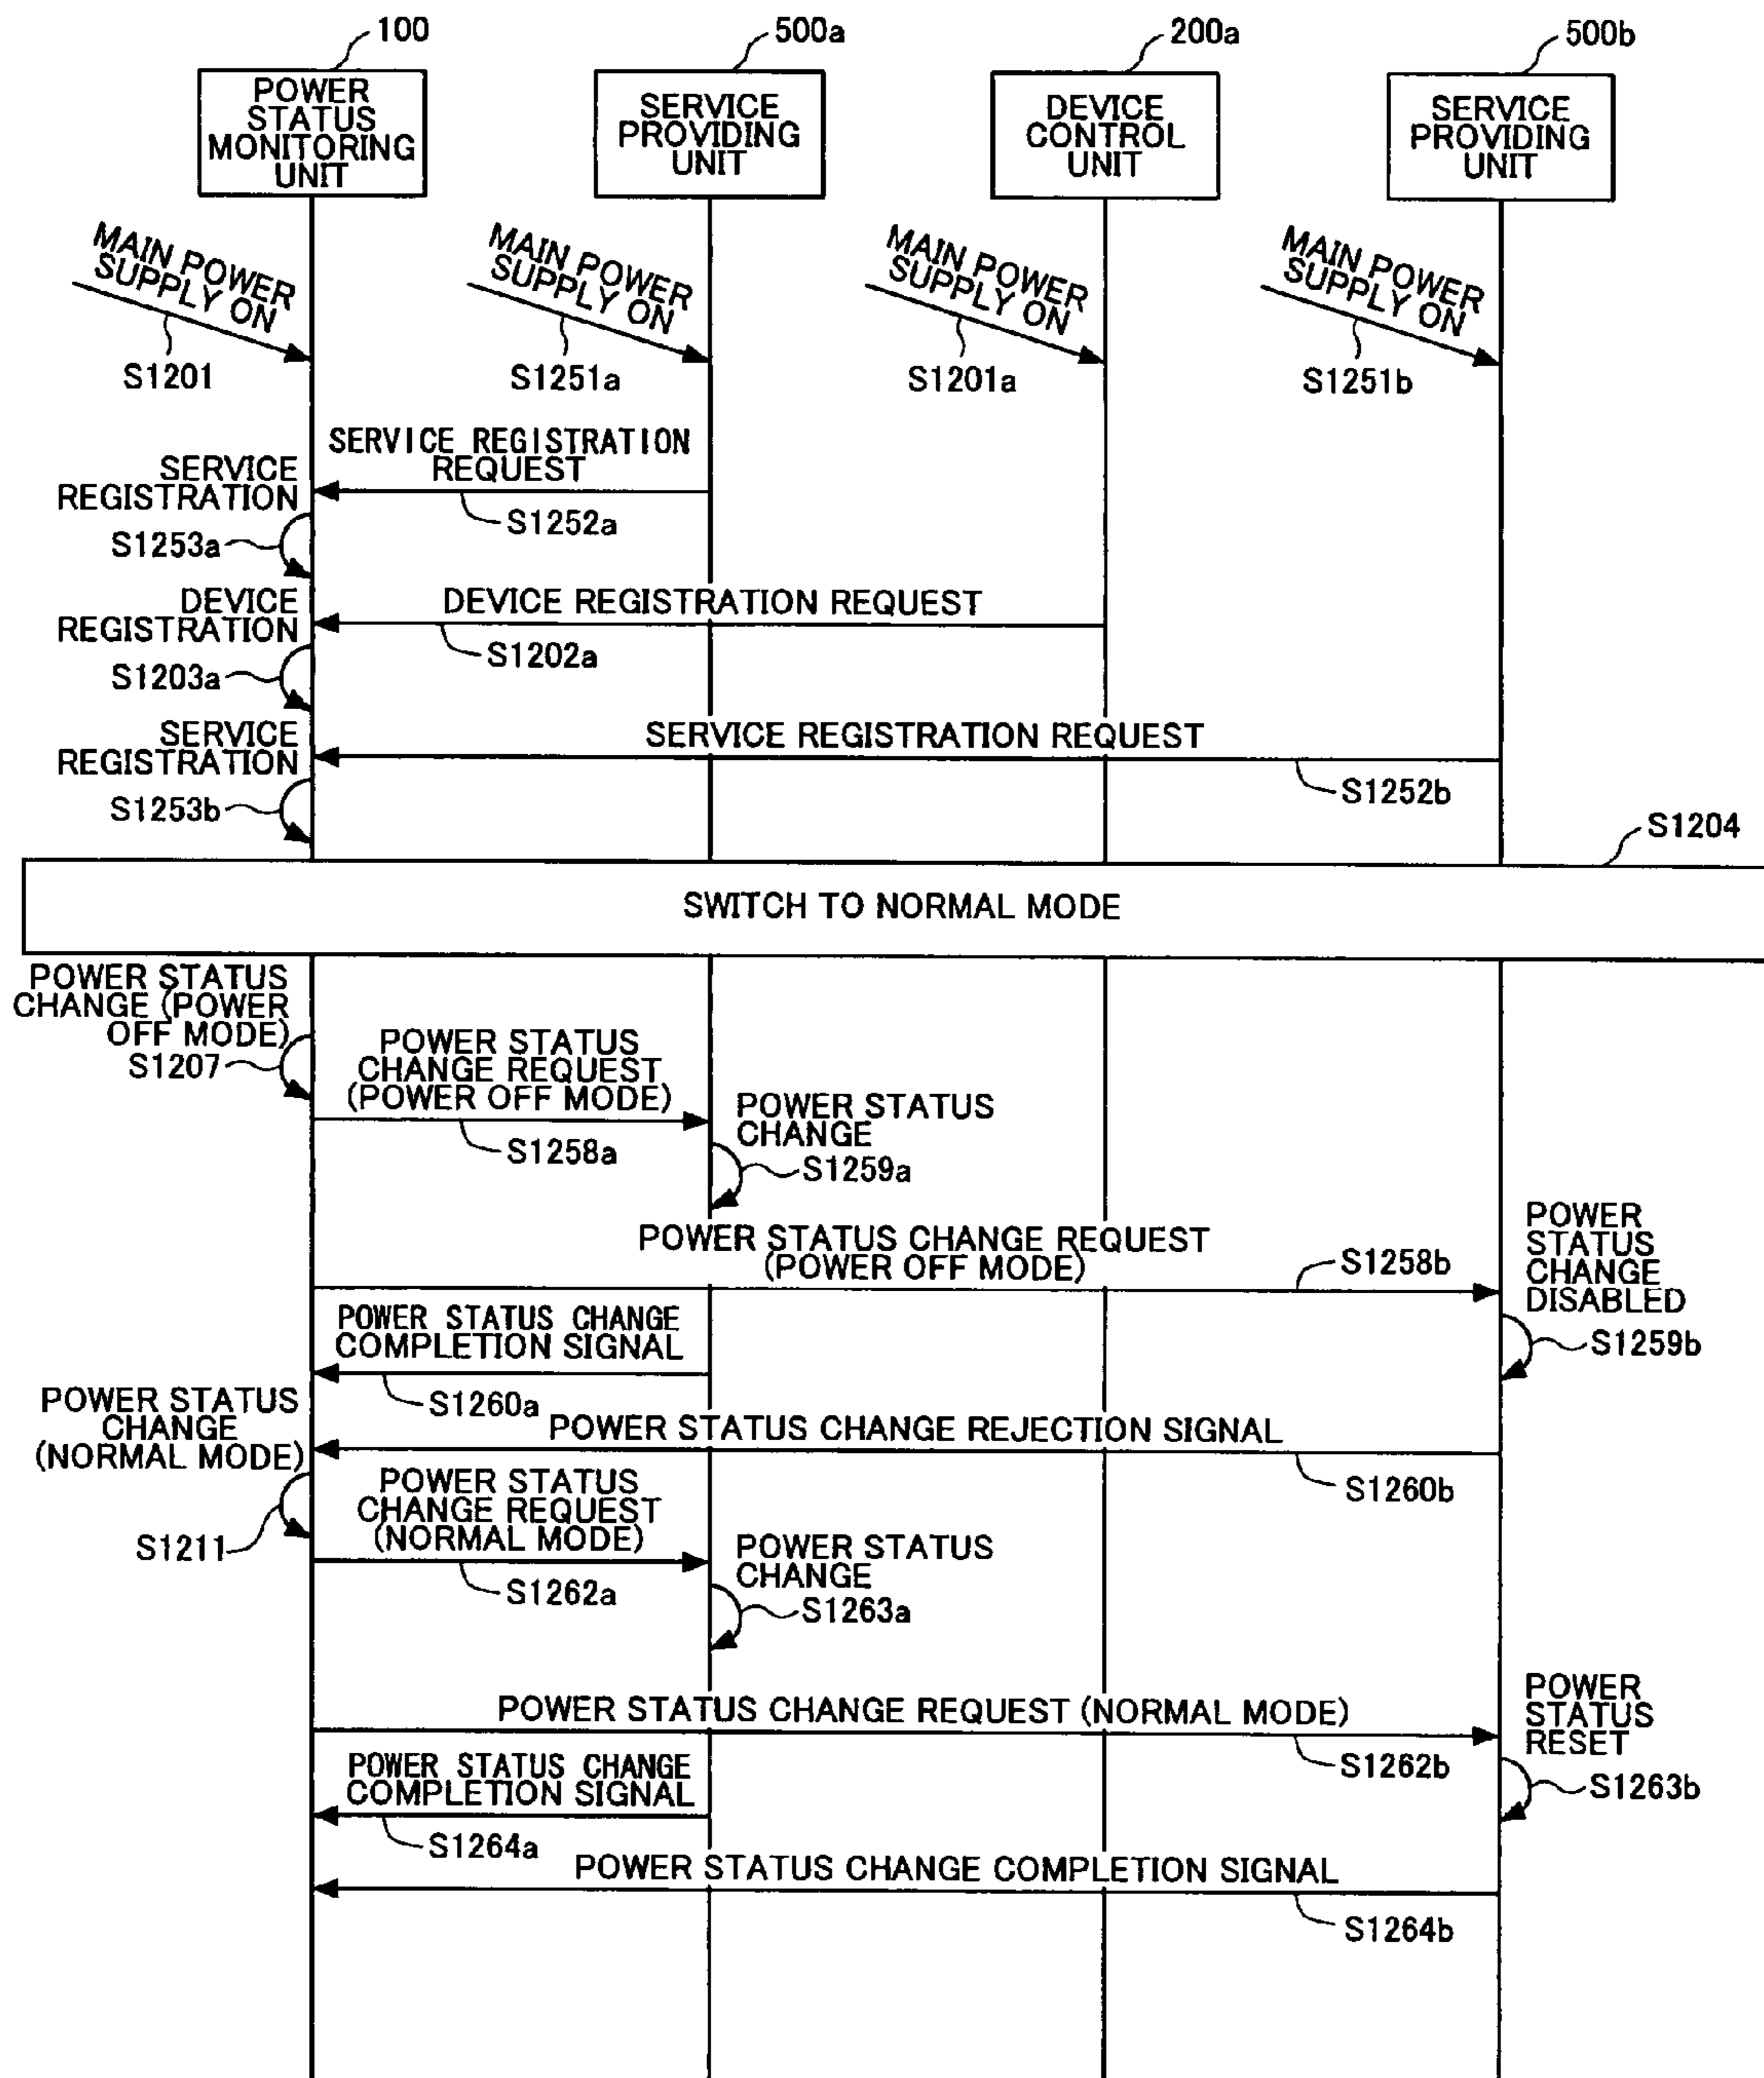 100
500a
200a
500b
POWER
STATUS
MONITORING
UNIT
SERVICE
PROVIDING
UNIT
DEVICE
CONTROL
UNIT
SERVICE
PROVIDING
UNIT
MAIN POWER
SUPPLY ON
MAIN POWER
SUPPLY ON
MAIN POWER
SUPPLY ON
MAIN POWER
SUPPLY ON
S1201
S1251a
S1201a
S1251b
SERVICE REGISTRATION
REQUEST
SERVICE
REGISTRATION
S1252a
S1253a
DEVICE
REGISTRATION
DEVICE REGISTRATION REQUEST
S1202a
S1203a
SERVICE
REGISTRATION
SERVICE REGISTRATION REQUEST
S1252b
S1253b
S1204
SWITCH TO NORMAL MODE
POWER STATUS
CHANGE (POWER
OFF MODE)
S1207
POWER STATUS
CHANGE REQUEST
(POWER OFF MODE)
S1258a
POWER STATUS
CHANGE
S1259a
POWER STATUS CHANGE REQUEST
(POWER OFF MODE)
S1258b
POWER
STATUS
CHANGE
DISABLED
S1259b
POWER STATUS CHANGE
COMPLETION SIGNAL
S1260a
POWER STATUS CHANGE REJECTION SIGNAL
S1260b
POWER STATUS
CHANGE
(NORMAL MODE)
S1211
POWER STATUS
CHANGE REQUEST
(NORMAL MODE)
S1262a
POWER STATUS
CHANGE
S1263a
POWER STATUS CHANGE REQUEST (NORMAL MODE)
S1262b
POWER
STATUS
RESET
S1263b
POWER STATUS CHANGE
COMPLETION SIGNAL
S1264a
POWER STATUS CHANGE COMPLETION SIGNAL
S1264b